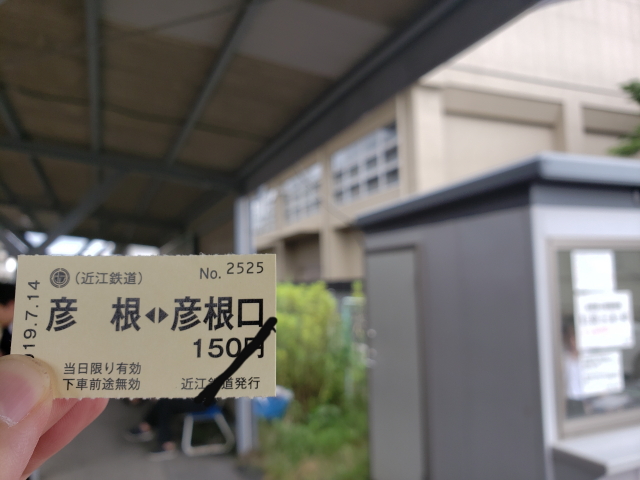 (近江鉄道) No. 2525
彦 根↔彦根口
150円
当日限り有効
下車前途無効 近江鉄道発行
019.7.14